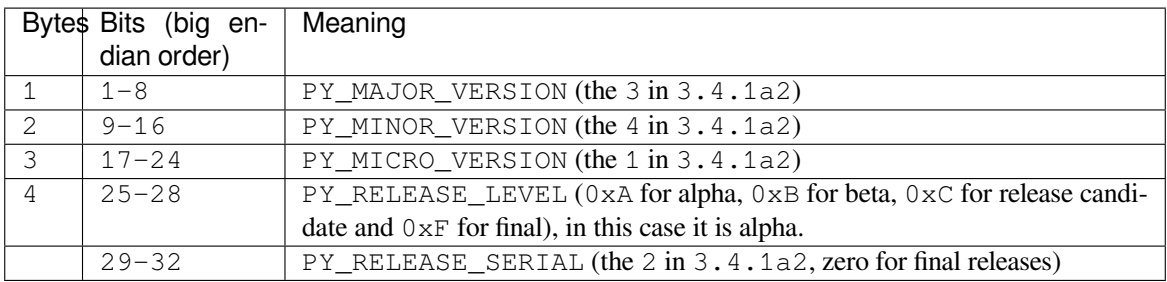 Bytes Bits (big en-dian order) Meaning
1 1-8 PY_MAJOR_VERSION (the 3 in 3.4.1a2)
2 9-16 PY_MINOR_VERSION (the 4 in 3.4.1a2)
3 17-24 PY_MICRO_VERSION (the 1 in 3.4.1a2)
4 25-28 PY_RELEASE_LEVEL (0xA for alpha, 0xB for beta, 0xC for release candi-
date and 0xF for final), in this case it is alpha.
29-32 PY_RELEASE_SERIAL (the 2 in 3.4.1a2, zero for final releases)